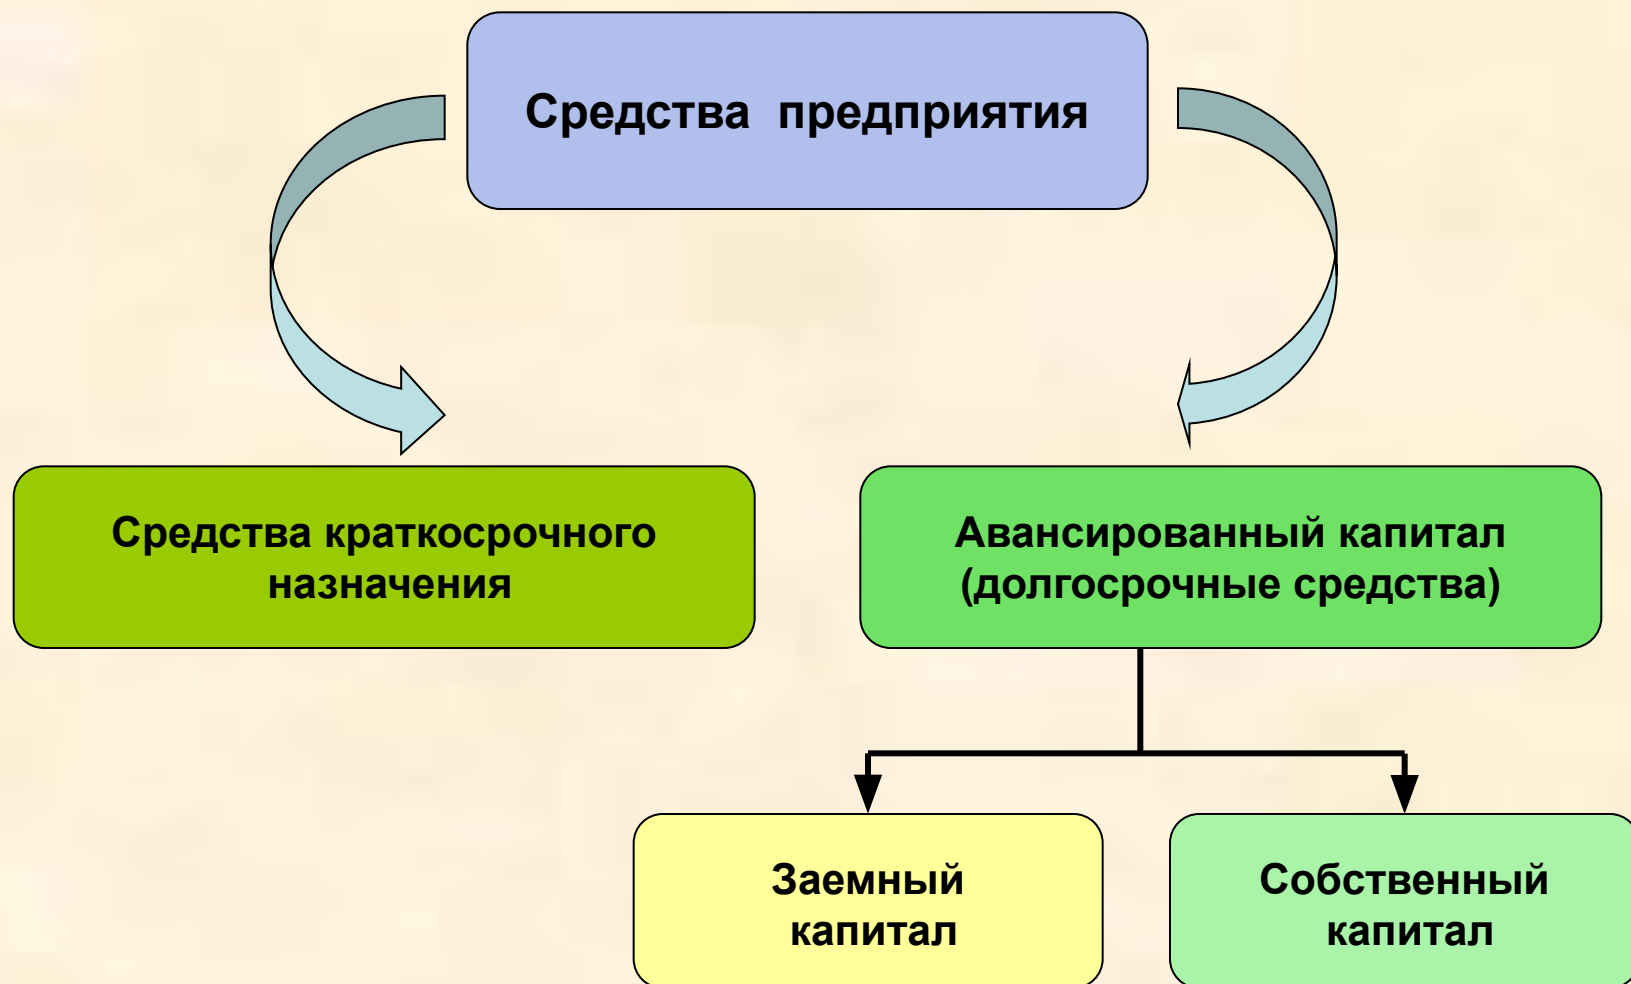 Средства предприятия
Средства краткосрочного
назначения
Авансированный капитал
(долгосрочные средства)
Заемный
капитал
Собственный
капитал